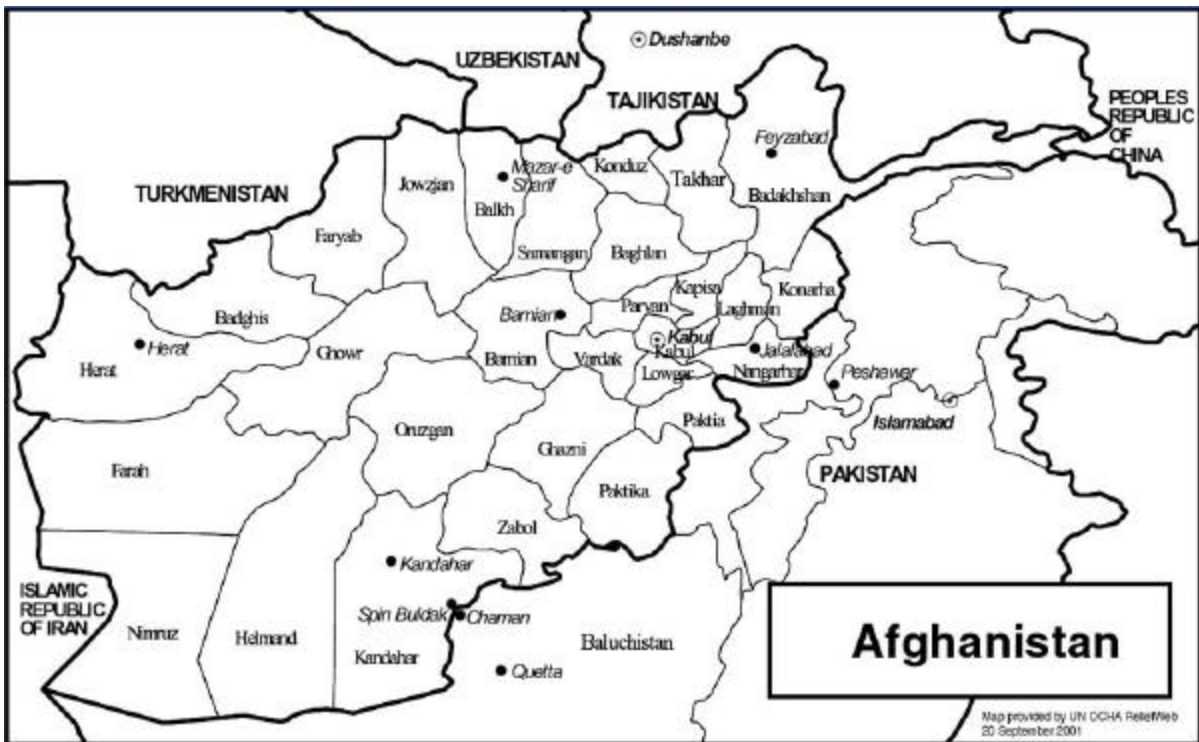 Dushanbe
UZBEKISTAN
TAJIKISTAN
PEOPLES
REPUBLIC
OF
CHINA
Feyzabad
Mazar-e
Sharif
Konduz
Takhar
Badakhshan
TURKMENISTAN
Jowzjan
Balkh
Faryab
Samangan
Baghlan
Kapisa
Konarha
Parvan
Laghman
Badghis
Bamian
Herat
Ghowr
Kabul
Kabul
Jalalabad
Herat
Bamian
Vardak
Lowgar
Nangarhar
Peshawer
Islamabad
Paktia
Oruzgan
Ghazni
Farah
PAKISTAN
Paktika
Zabol
Kandahar
ISLAMIC
REPUBLIC
OF IRAN
Spin Buldak
Chaman
Nimruz
Helmand
Kandahar
Baluchistan
Quetta
Afghanistan
Map provided by UN OCHA ReliefWeb
20 September 2001